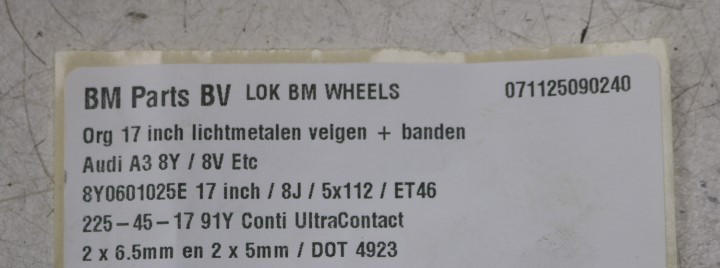 BM Parts BV LOK BM WHEELS 071125090240
Org 17 inch lichtmetalen velgen + banden
Audi A3 8Y / 8V Etc
8Y0601025E 17 inch / 8J / 5x112 / ET46
225-45-17 91Y Conti UltraContact
2 x 6.5mm en 2 x 5mm / DOT 4923